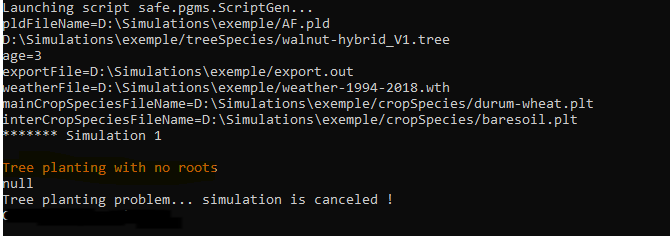 Launching script safe.pgms.ScriptGen...
pldFileName=D:\Simulations\exemple/AF.pld
D:\Simulations\exemple/treeSpecies/walnut-hybrid_V1.tree
age=3
exportFile=D:\Simulations\exemple/export.out
weatherFile=D:\Simulations\exemple/weather-1994-2018.wth
mainCropSpeciesFileName=D:\Simulations\exemple/cropSpecies/durum-wheat.plt
interCropSpeciesFileName=D:\Simulations\exemple/cropSpecies/baresoil.plt
******* Simulation 1
Tree planting with no roots
null
Tree planting problem... simulation is canceled !